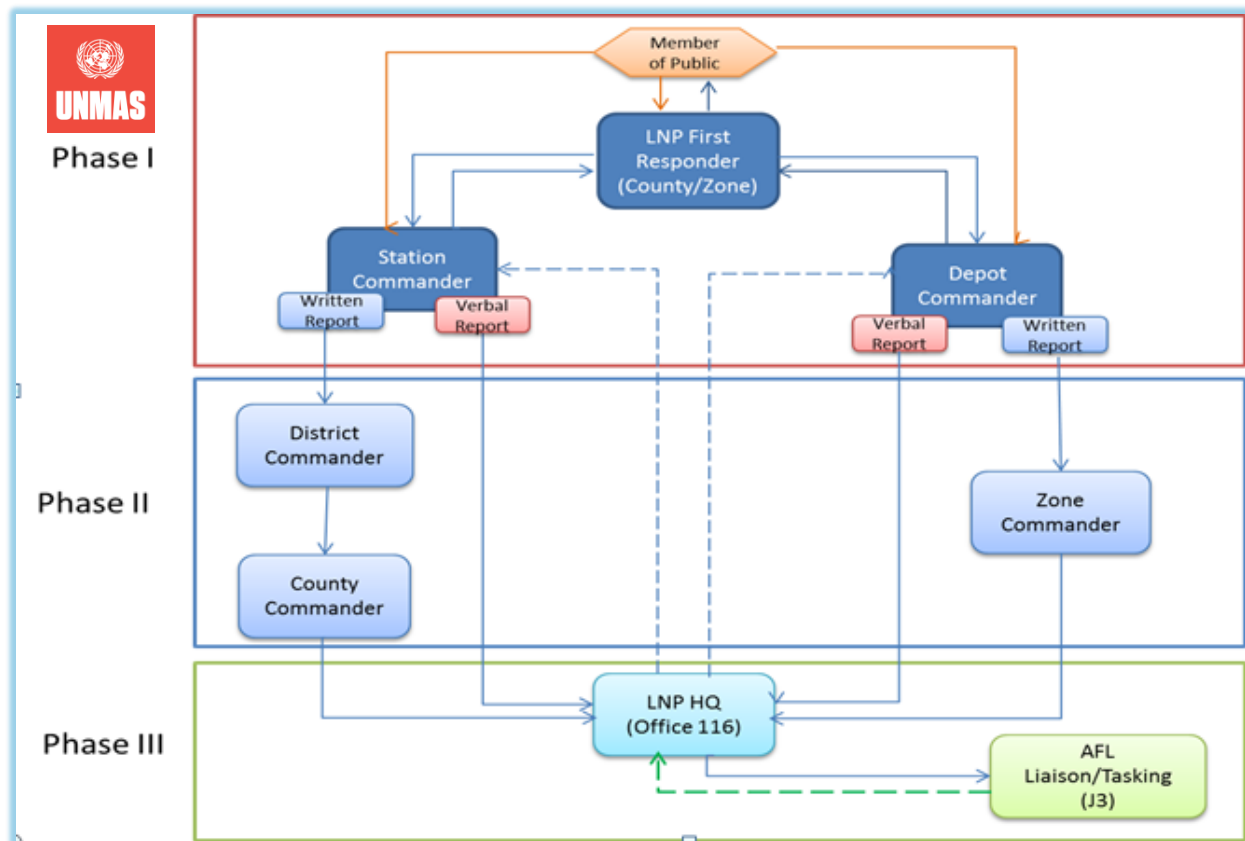 UNMAS
Phase I
Member
of Public
LNP First
Responder
(County/Zone)
Station
Commander
Written
Report
Verbal
Report
Depot
Commander
Verbal
Report
Written
Report
Phase II
District
Commander
County
Commander
Zone
Commander
Phase III
LNP HQ
(Office 116)
AFL
Liaison/Tasking
(J3)